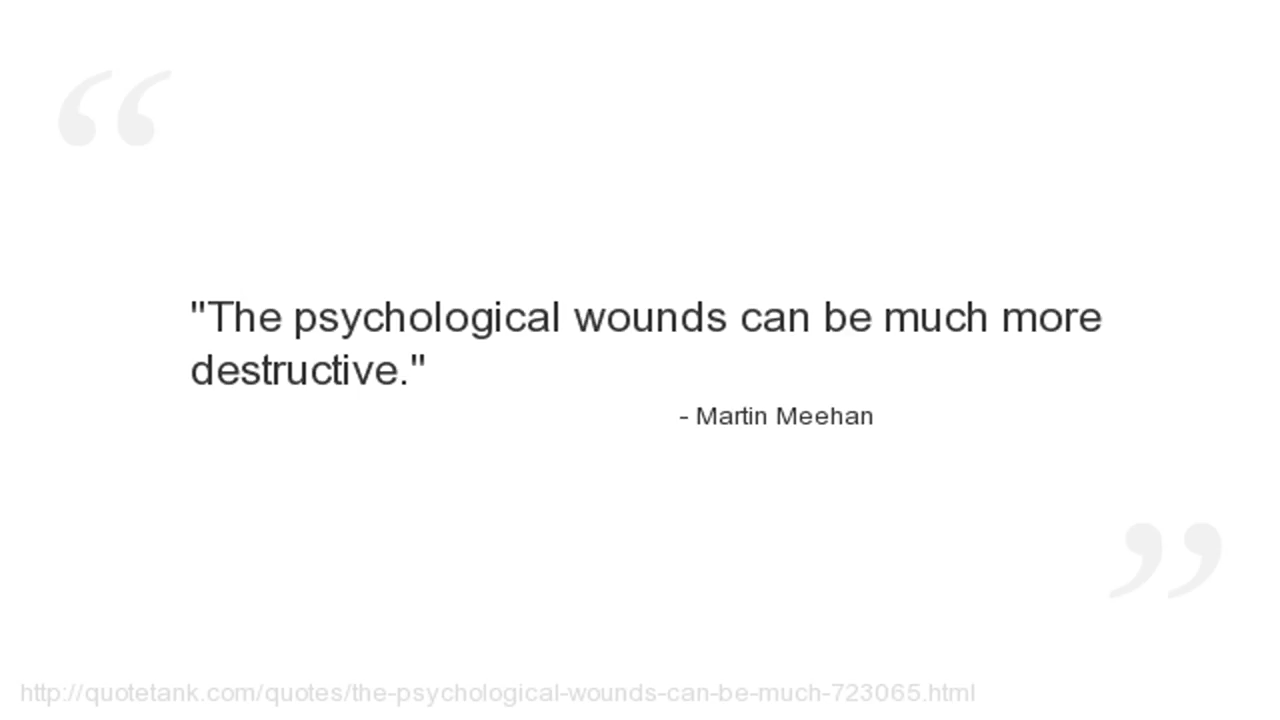 "The psychological wounds can be much more
destructive."
- Martin Meehan
http://quotetank.com/quotes/the-psychological-wounds-can-be-much-723065.html